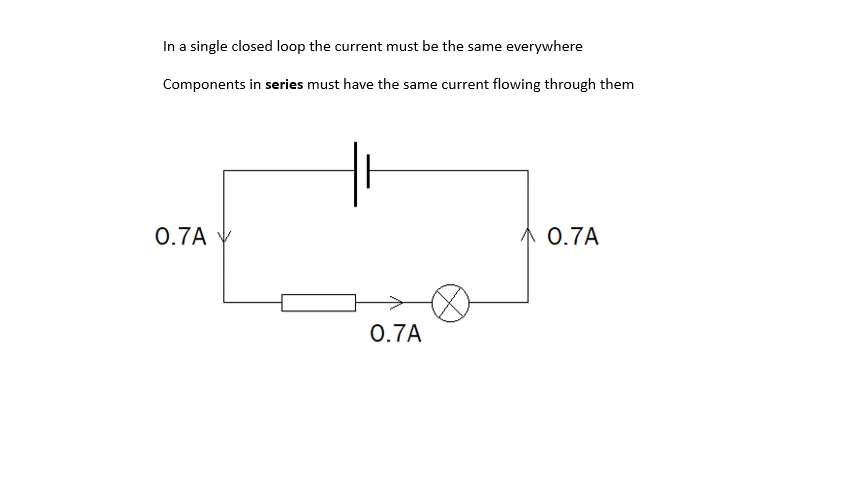 In a single closed loop the current must be the same everywhere
Components in series must have the same current flowing through them
0.7A
0.7A
0.7A